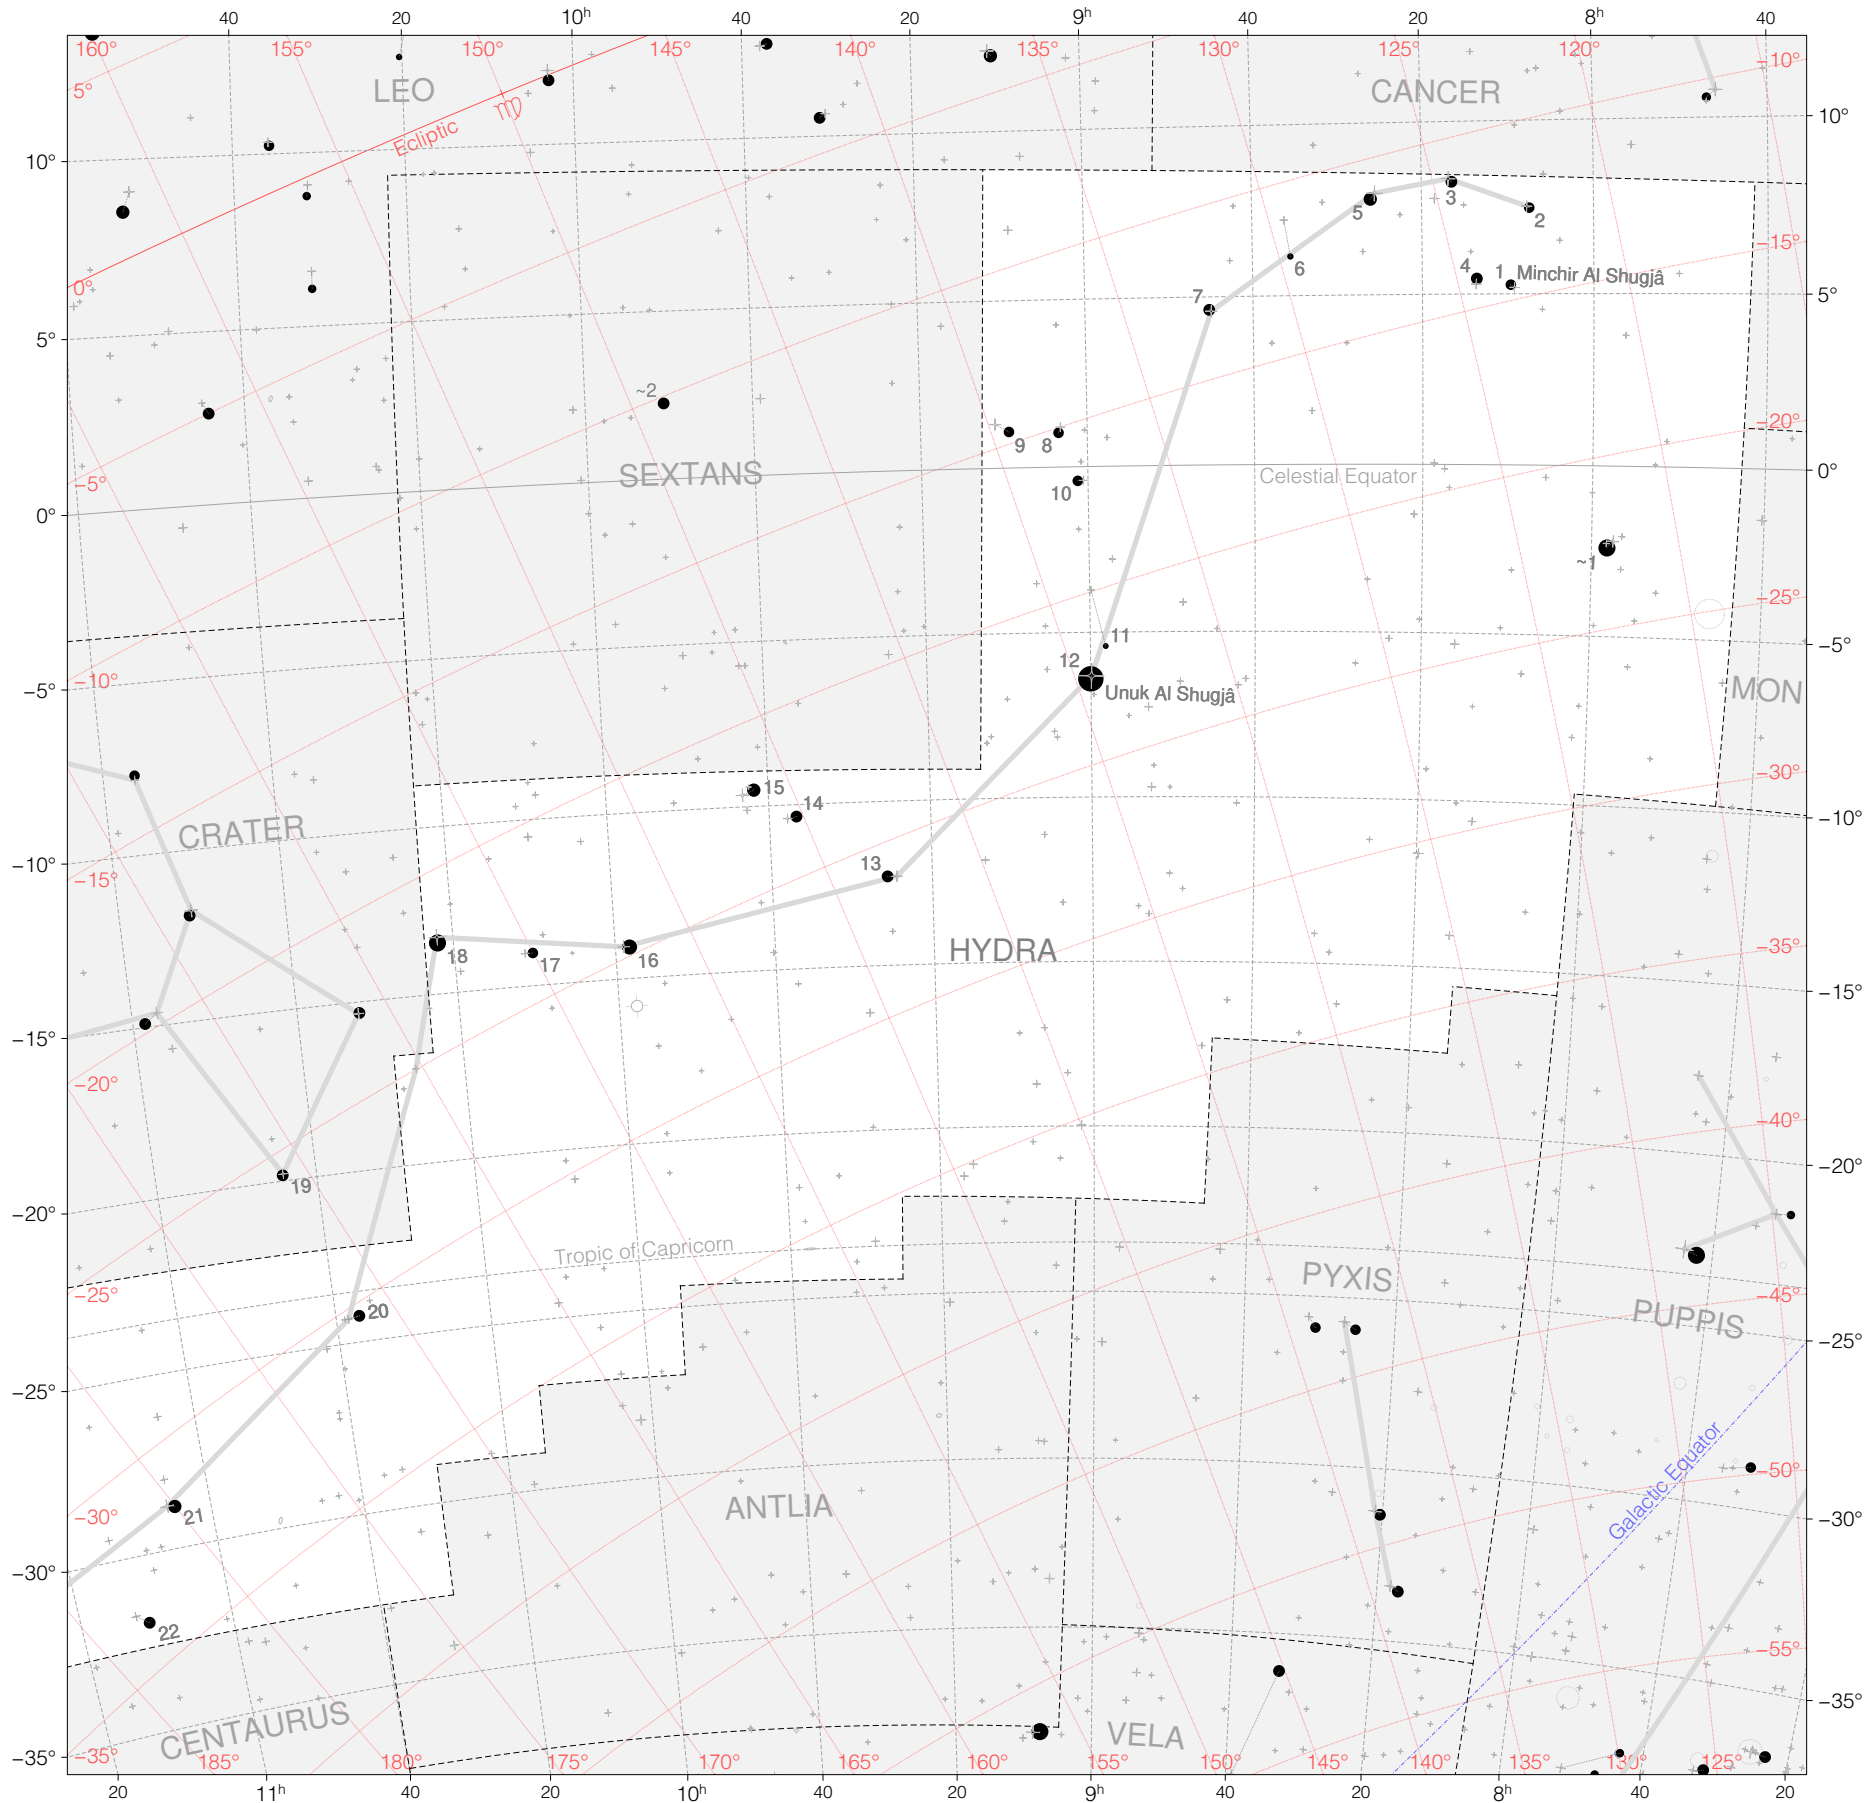 40 20 10h 40 20 9h 40 20 8h 40
160° 155° 150° 145° 140° 135° 130° 125° 120° −10°
LEO CANCER
5° 10°
♍
Ecliptic
10°
3
5 2
−15°
6 4 1 Minchir Al Shugjâ
0° 7 5°
5°
~2
−20°
9 8
SEXTANS Celestial Equator 0°
−5° 10
0°
~1
−25°
11 −5°
12
−10° Unuk Al Shugjâ MON
−5°
−30°
15
14
CRATER −10°
−10° 13
−15°
18 17 16 HYDRA −35°
−15°
−15°
−20°
−40°
−20°
19
−20°
Tropic of Capricorn
PYXIS
−25° −45°
20 PUPPIS
−25°
−25°
−50°
Galactic Equator
21 ANTLIA
−30° −30°
−30°
22 −55°
−35°
CENTAURUS VELA
−35° −35° 185° 180° 175° 170° 165° 160° 155° 150° 145° 140° 135° 130° 125°
20 11h 40 20 10h 40 20 9h 40 20 8h 40 20